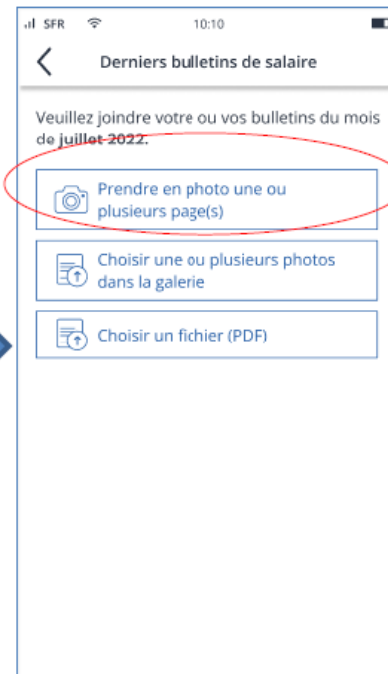 SFR 10:10
Derniers bulletins de salaire
Veuillez joindre votre ou vos bulletins du mois
de juillet 2022.
Prendre en photo une ou
plusieurs page(s)
Choisir une ou plusieurs photos
dans la galerie
Choisir un fichier (PDF)